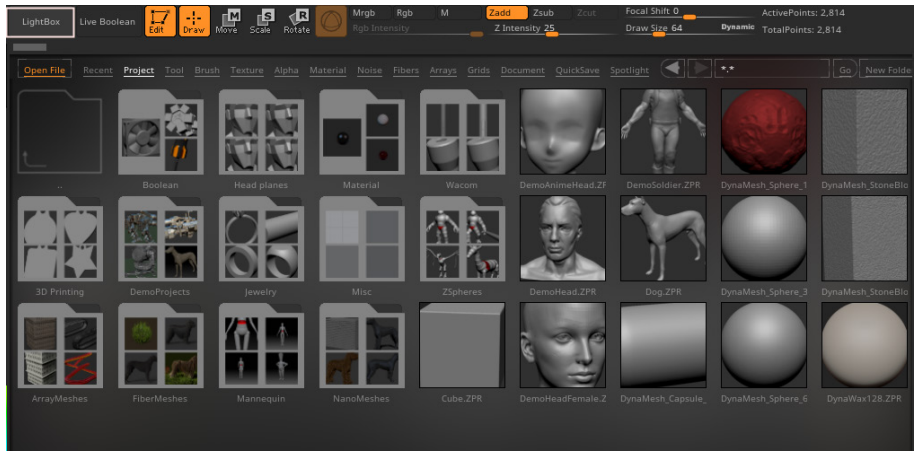 LightBox Live Boolean Edit Draw Move Scale Rotate Mrgb Rgb M Zadd Zsub Zcut Focal Shift 0 ActivePoints: 2,814
Rgb Intensity Z Intensity 25 Draw Size 64 Dynamic TotalPoints: 2,814
Open File Recent Project Tool Brush Texture Alpha Material Noise Fibers Arrays Grids Document QuickSave Spotlight *.* Go New Folde
.. Boolean Head planes Material Wacom DemoAnimeHead.ZP DemoSoldier.ZPR DynaMesh_Sphere_1 DynaMesh_StoneBlo
3D Printing DemoProjects Jewelry Misc ZSpheres DemoHead.ZPR Dog.ZPR DynaMesh_Sphere_3 DynaMesh_StoneBlo
ArrayMeshes FiberMeshes Mannequin NanoMeshes Cube.ZPR DemoHeadFemale.Z DynaMesh_Capsule_ DynaMesh_Sphere_6 DynaWax128.ZPR